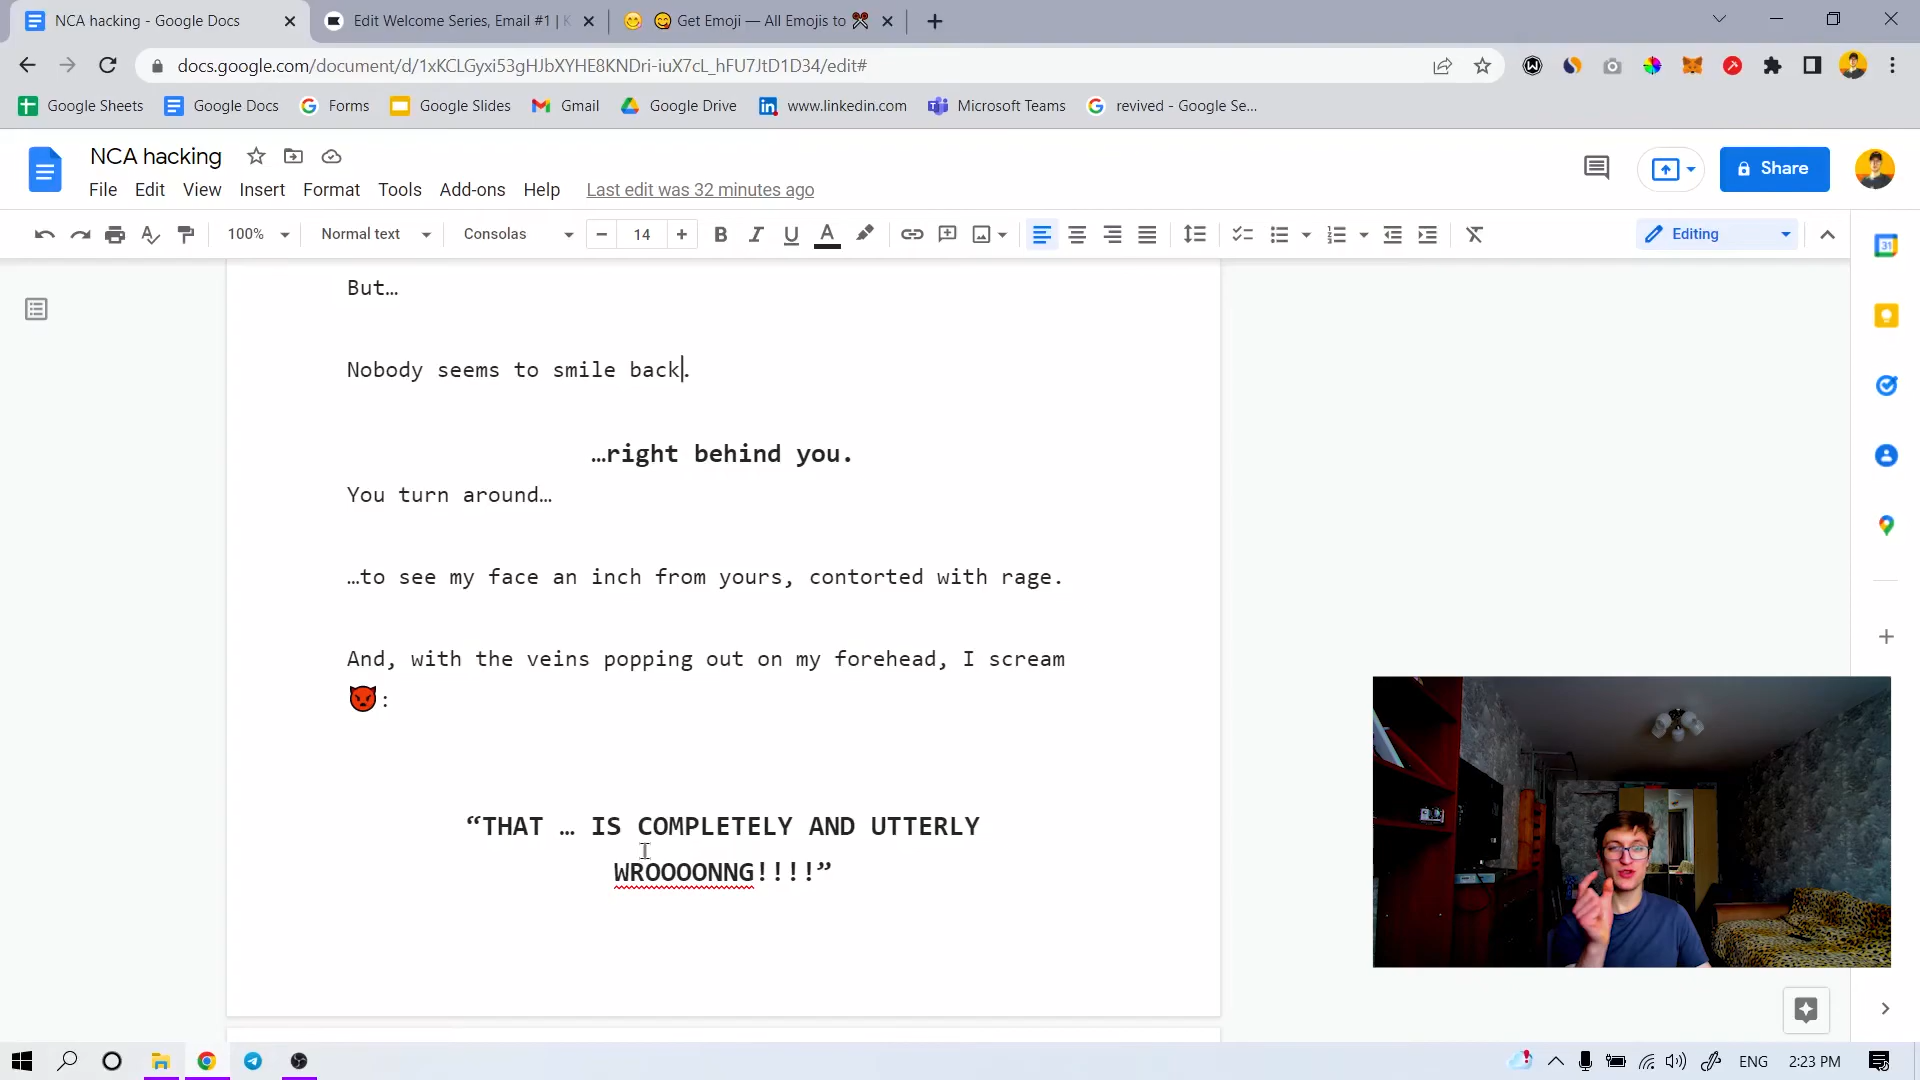 NCA hacking - Google Docs
Edit Welcome Series, Email #1 | K
Get Emoji — All Emojis to
docs.google.com/document/d/1xKCLGyxi53gHJbXYHE8KNDri-iuX7cL_hFU7JtD1D34/edit#
Google Sheets Google Docs Forms Google Slides Gmail Google Drive www.linkedin.com Microsoft Teams revived - Google Se...
NCA hacking
Share
File Edit View Insert Format Tools Add-ons Help Last edit was 32 minutes ago
100% Normal text Consolas 14 Editing
31
But…
Nobody seems to smile back.
…right behind you.
You turn around…
…to see my face an inch from yours, contorted with rage.
And, with the veins popping out on my forehead, I scream
😡:
“THAT … IS COMPLETELY AND UTTERLY
WROOOONNG!!!!”
ENG 2:23 PM